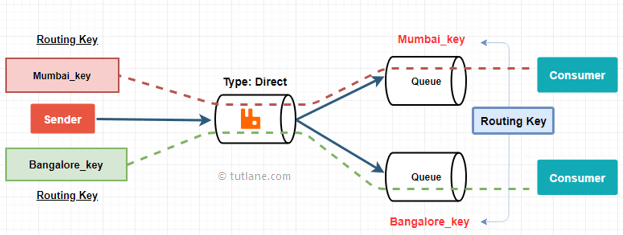 Routing Key
Mumbai_key
Sender
Bangalore_key
Routing Key
Type: Direct
© tutlane.com
Mumbai_key
Queue
Consumer
Routing Key
Queue
Consumer
Bangalore_key